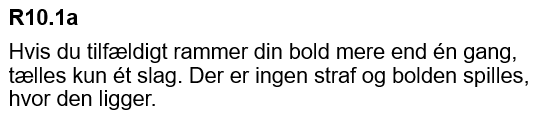 R10.1a
Hvis du tilfældigt rammer din bold mere end én gang,
tælles kun ét slag. Der er ingen straf og bolden spilles,
hvor den ligger.